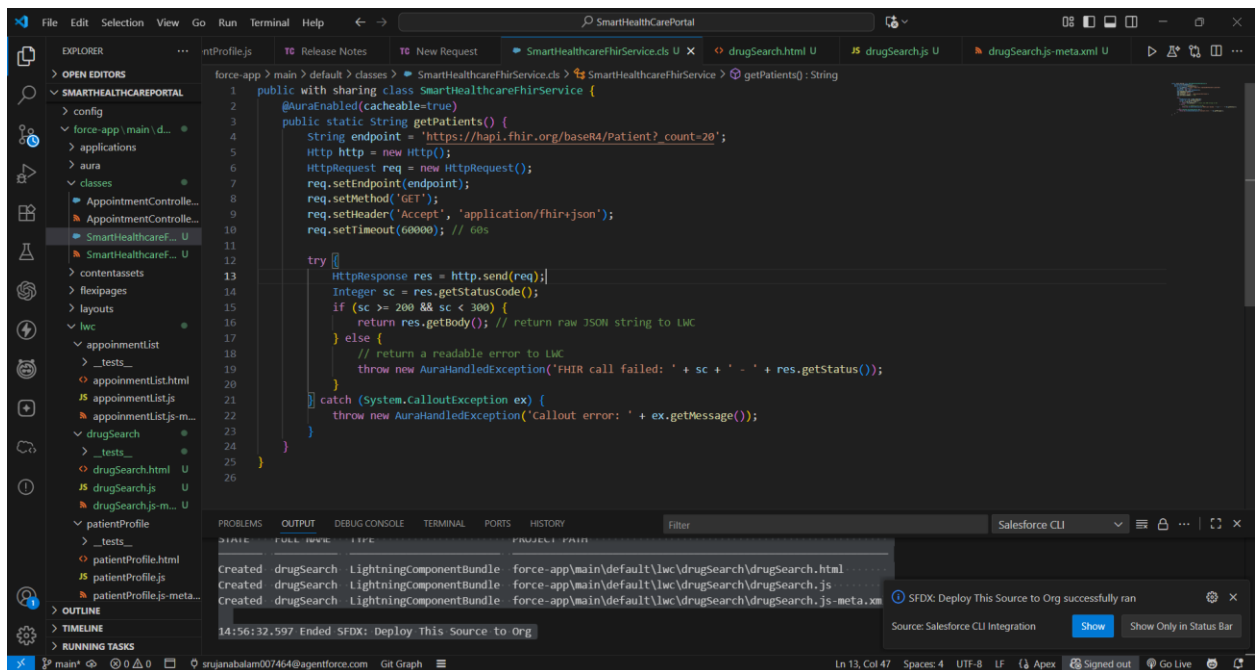 File Edit Selection View Go Run Terminal Help
SmartHealthCarePortal
EXPLORER
OPEN EDITORS
SMARTHEALTHCAREPORTAL
config
force-app\main\d...
applications
aura
classes
AppointmentControlle...
AppointmentControlle...
SmartHealthcareF... U
SmartHealthcareF... U
contentassets
flexipages
layouts
lwc
appoinmentList
__tests__
appoinmentList.html
JS appoinmentList.js
appoinmentList.js-m...
drugSearch
__tests__
drugSearch.html U
JS drugSearch.js U
drugSearch.js-m... U
patientProfile
__tests__
patientProfile.html
JS patientProfile.js
patientProfile.js-meta...
OUTLINE
TIMELINE
RUNNING TASKS
ntProfile.js TC Release Notes TC New Request SmartHealthcareFhirService.cls U drugSearch.html U JS drugSearch.js U drugSearch.js-meta.xml U
force-app > main > default > classes > SmartHealthcareFhirService.cls > SmartHealthcareFhirService > getPatients() : String
1 public with sharing class SmartHealthcareFhirService {
2 @AuraEnabled(cacheable=true)
3 public static String getPatients() {
4 String endpoint = 'https://hapi.fhir.org/baseR4/Patient?_count=20';
5 Http http = new Http();
6 HttpRequest req = new HttpRequest();
7 req.setEndpoint(endpoint);
8 req.setMethod('GET');
9 req.setHeader('Accept', 'application/fhir+json');
10 req.setTimeout(60000); // 60s
11
12 try {
13 HttpResponse res = http.send(req);
14 Integer sc = res.getStatusCode();
15 if (sc >= 200 && sc < 300) {
16 return res.getBody(); // return raw JSON string to LWC
17 } else {
18 // return a readable error to LWC
19 throw new AuraHandledException('FHIR call failed: ' + sc + ' - ' + res.getStatus());
20 }
21 } catch (System.CalloutException ex) {
22 throw new AuraHandledException('Callout error: ' + ex.getMessage());
23 }
24 }
25 }
26
PROBLEMS OUTPUT DEBUG CONSOLE TERMINAL PORTS HISTORY Filter Salesforce CLI
STATE FULL NAME TYPE PROJECT PATH
Created drugSearch LightningComponentBundle force-app\main\default\lwc\drugSearch\drugSearch.html
Created drugSearch LightningComponentBundle force-app\main\default\lwc\drugSearch\drugSearch.js
Created drugSearch LightningComponentBundle force-app\main\default\lwc\drugSearch\drugSearch.js-meta.xm
14:56:32.597 Ended SFDX: Deploy This Source to Org
SFDX: Deploy This Source to Org successfully ran
Source: Salesforce CLI Integration Show Show Only in Status Bar
main* 0 0 srujanabalam007464@agentforce.com Git Graph Ln 13, Col 47 Spaces: 4 UTF-8 LF {} Apex Signed out Go Live